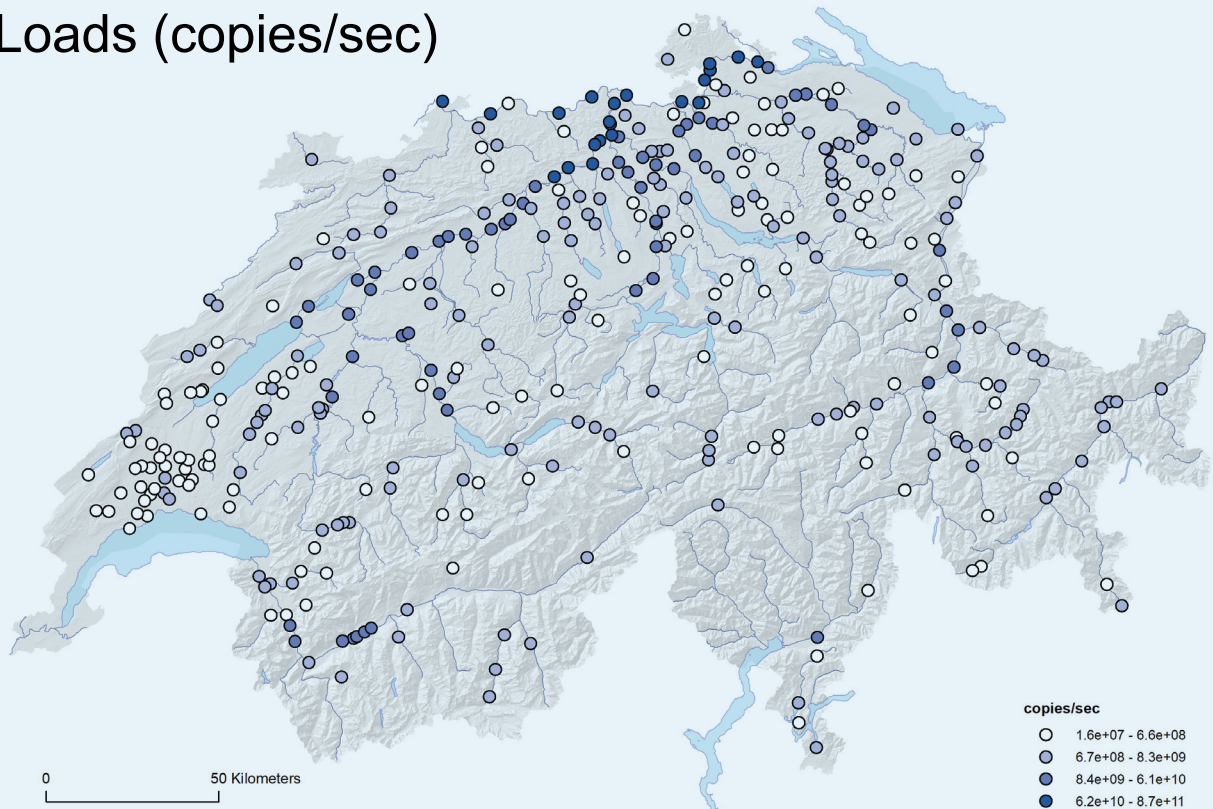 Loads (copies/sec)
copies/sec
1.6e+07 - 6.6e+08
6.7e+08 - 8.3e+09
8.4e+09 - 6.1e+10
6.2e+10 - 8.7e+11
0 50 Kilometers